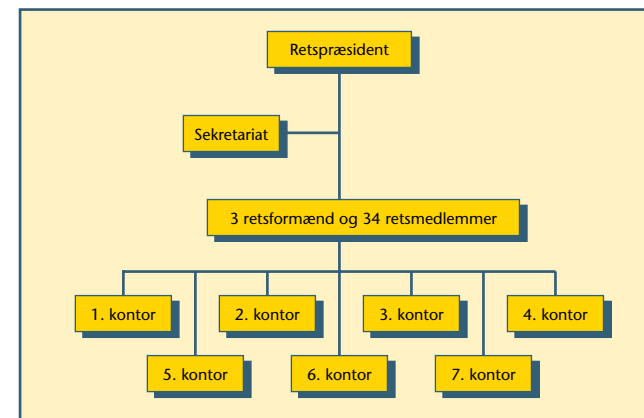 Retspræsident
Sekretariat
3 retsformænd og 34 retsmedlemmer
1. kontor
2. kontor
3. kontor
4. kontor
5. kontor
6. kontor
7. kontor